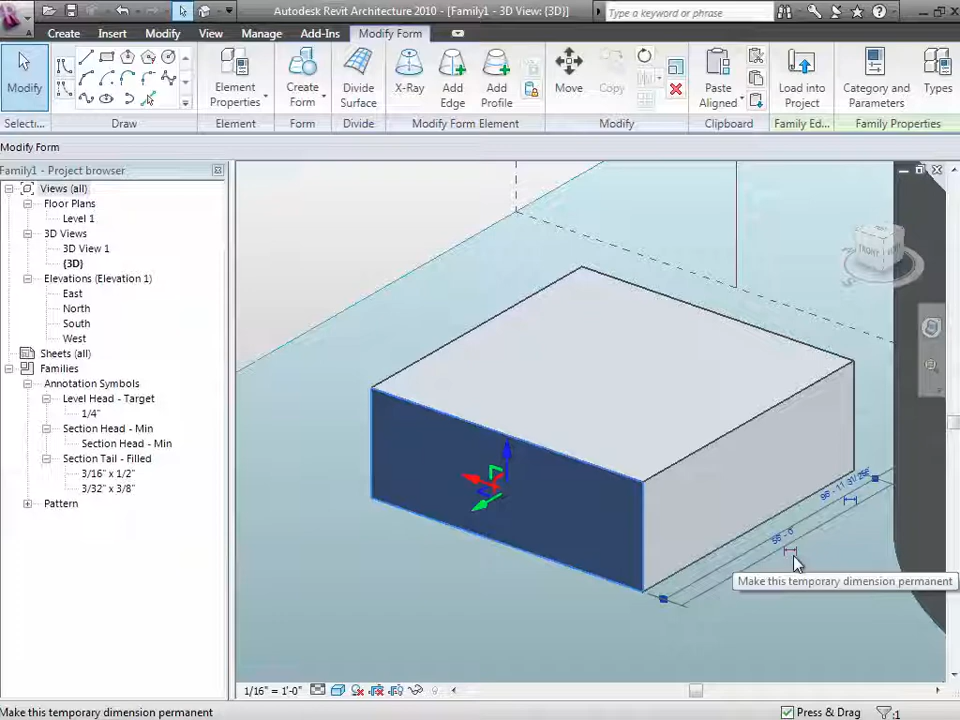 Autodesk Revit Architecture 2010 - [Family1 - 3D View: {3D}]
Type a keyword or phrase
Create Insert Modify View Manage Add-Ins Modify Form
Modify
Element Properties
Create Form
Divide Surface
X-Ray
Add Edge
Add Profile
Move
Copy
Paste Aligned
Load into Project
Category and Parameters
Types
Selecti... Draw Element Form Divide Modify Form Element Modify Clipboard Family Ed... Family Properties
Modify Form
Family1 - Project browser
Views (all)
Floor Plans
Level 1
3D Views
3D View 1
{3D}
Elevations (Elevation 1)
East
North
South
West
Sheets (all)
Families
Annotation Symbols
Level Head - Target
1/4"
Section Head - Min
Section Head - Min
Section Tail - Filled
3/16" x 1/2"
3/32" x 3/8"
Pattern
FRONT
Make this temporary dimension permanent
1/16" = 1'-0"
Make this temporary dimension permanent
Press & Drag
:1